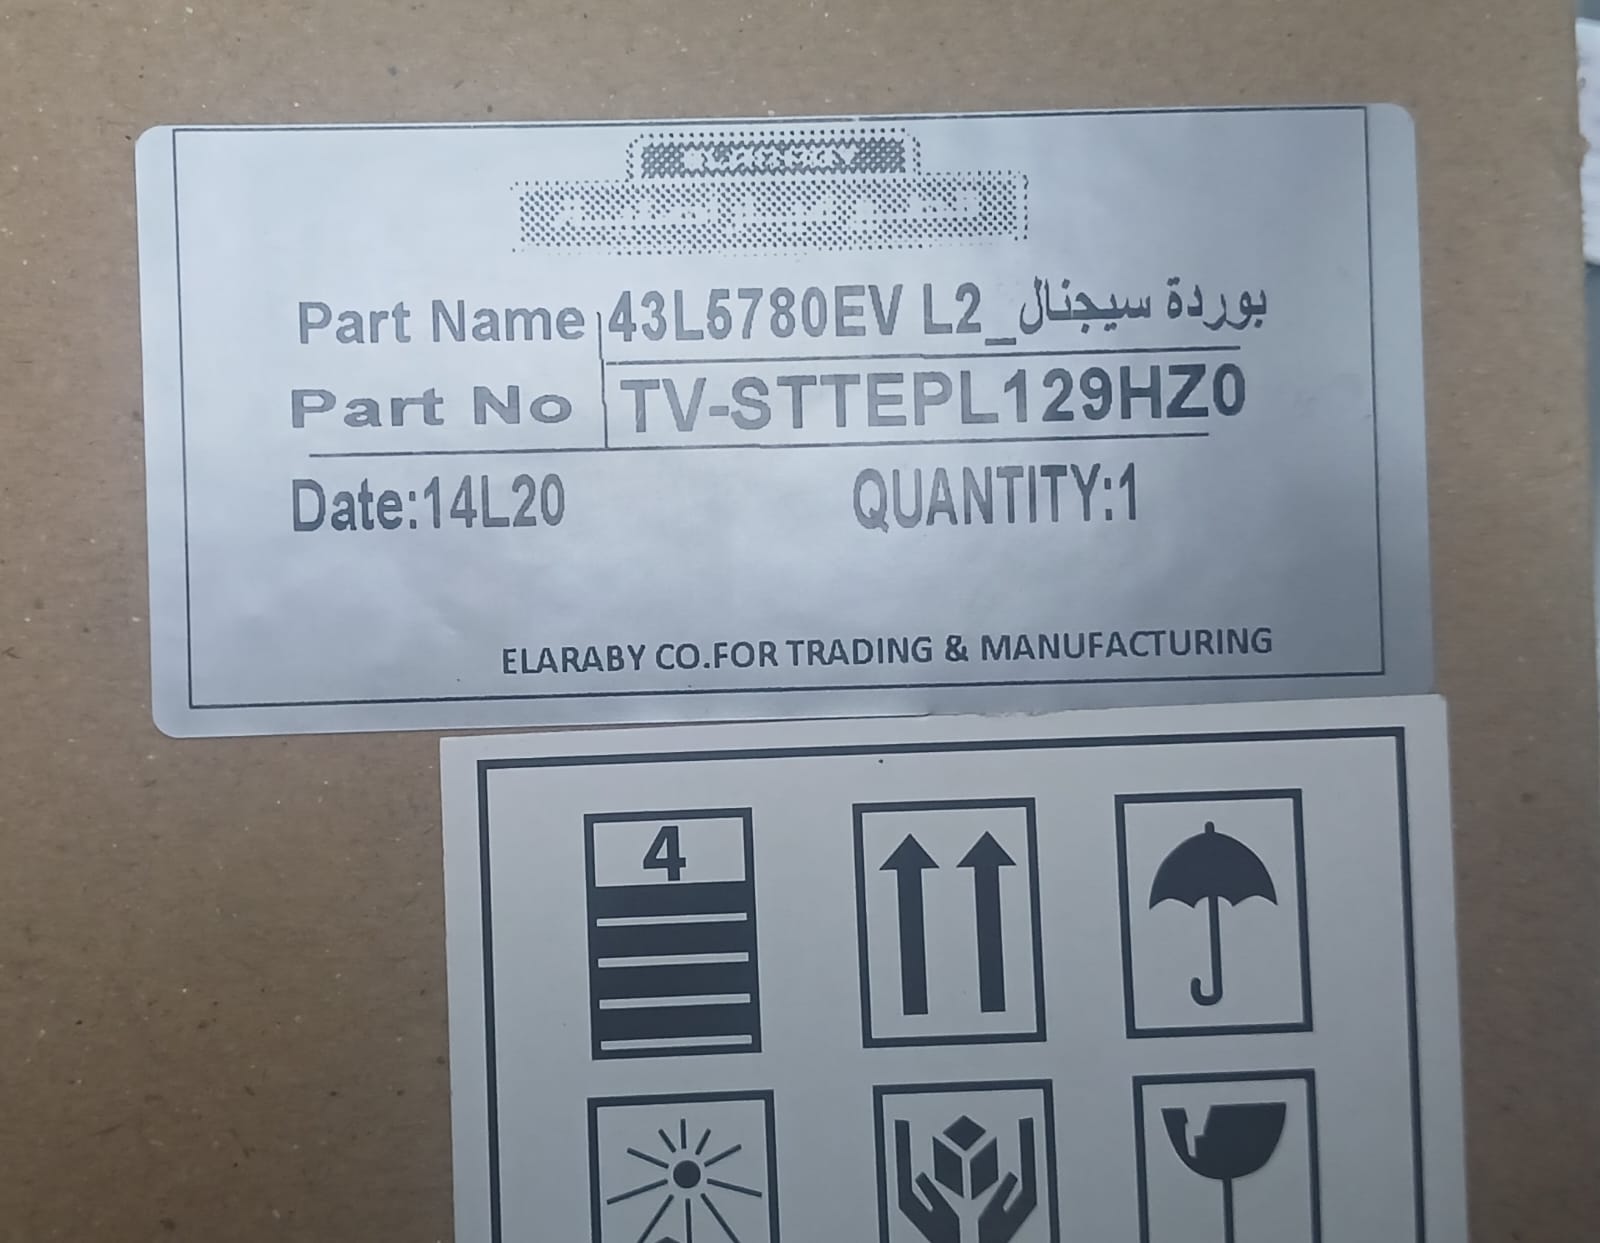 ELARABY
Part Name 43L5780EV L2_بوردة سيجنال
Part No TV-STTEPL129HZ0
Date:14L20 QUANTITY:1
ELARABY CO.FOR TRADING & MANUFACTURING
4